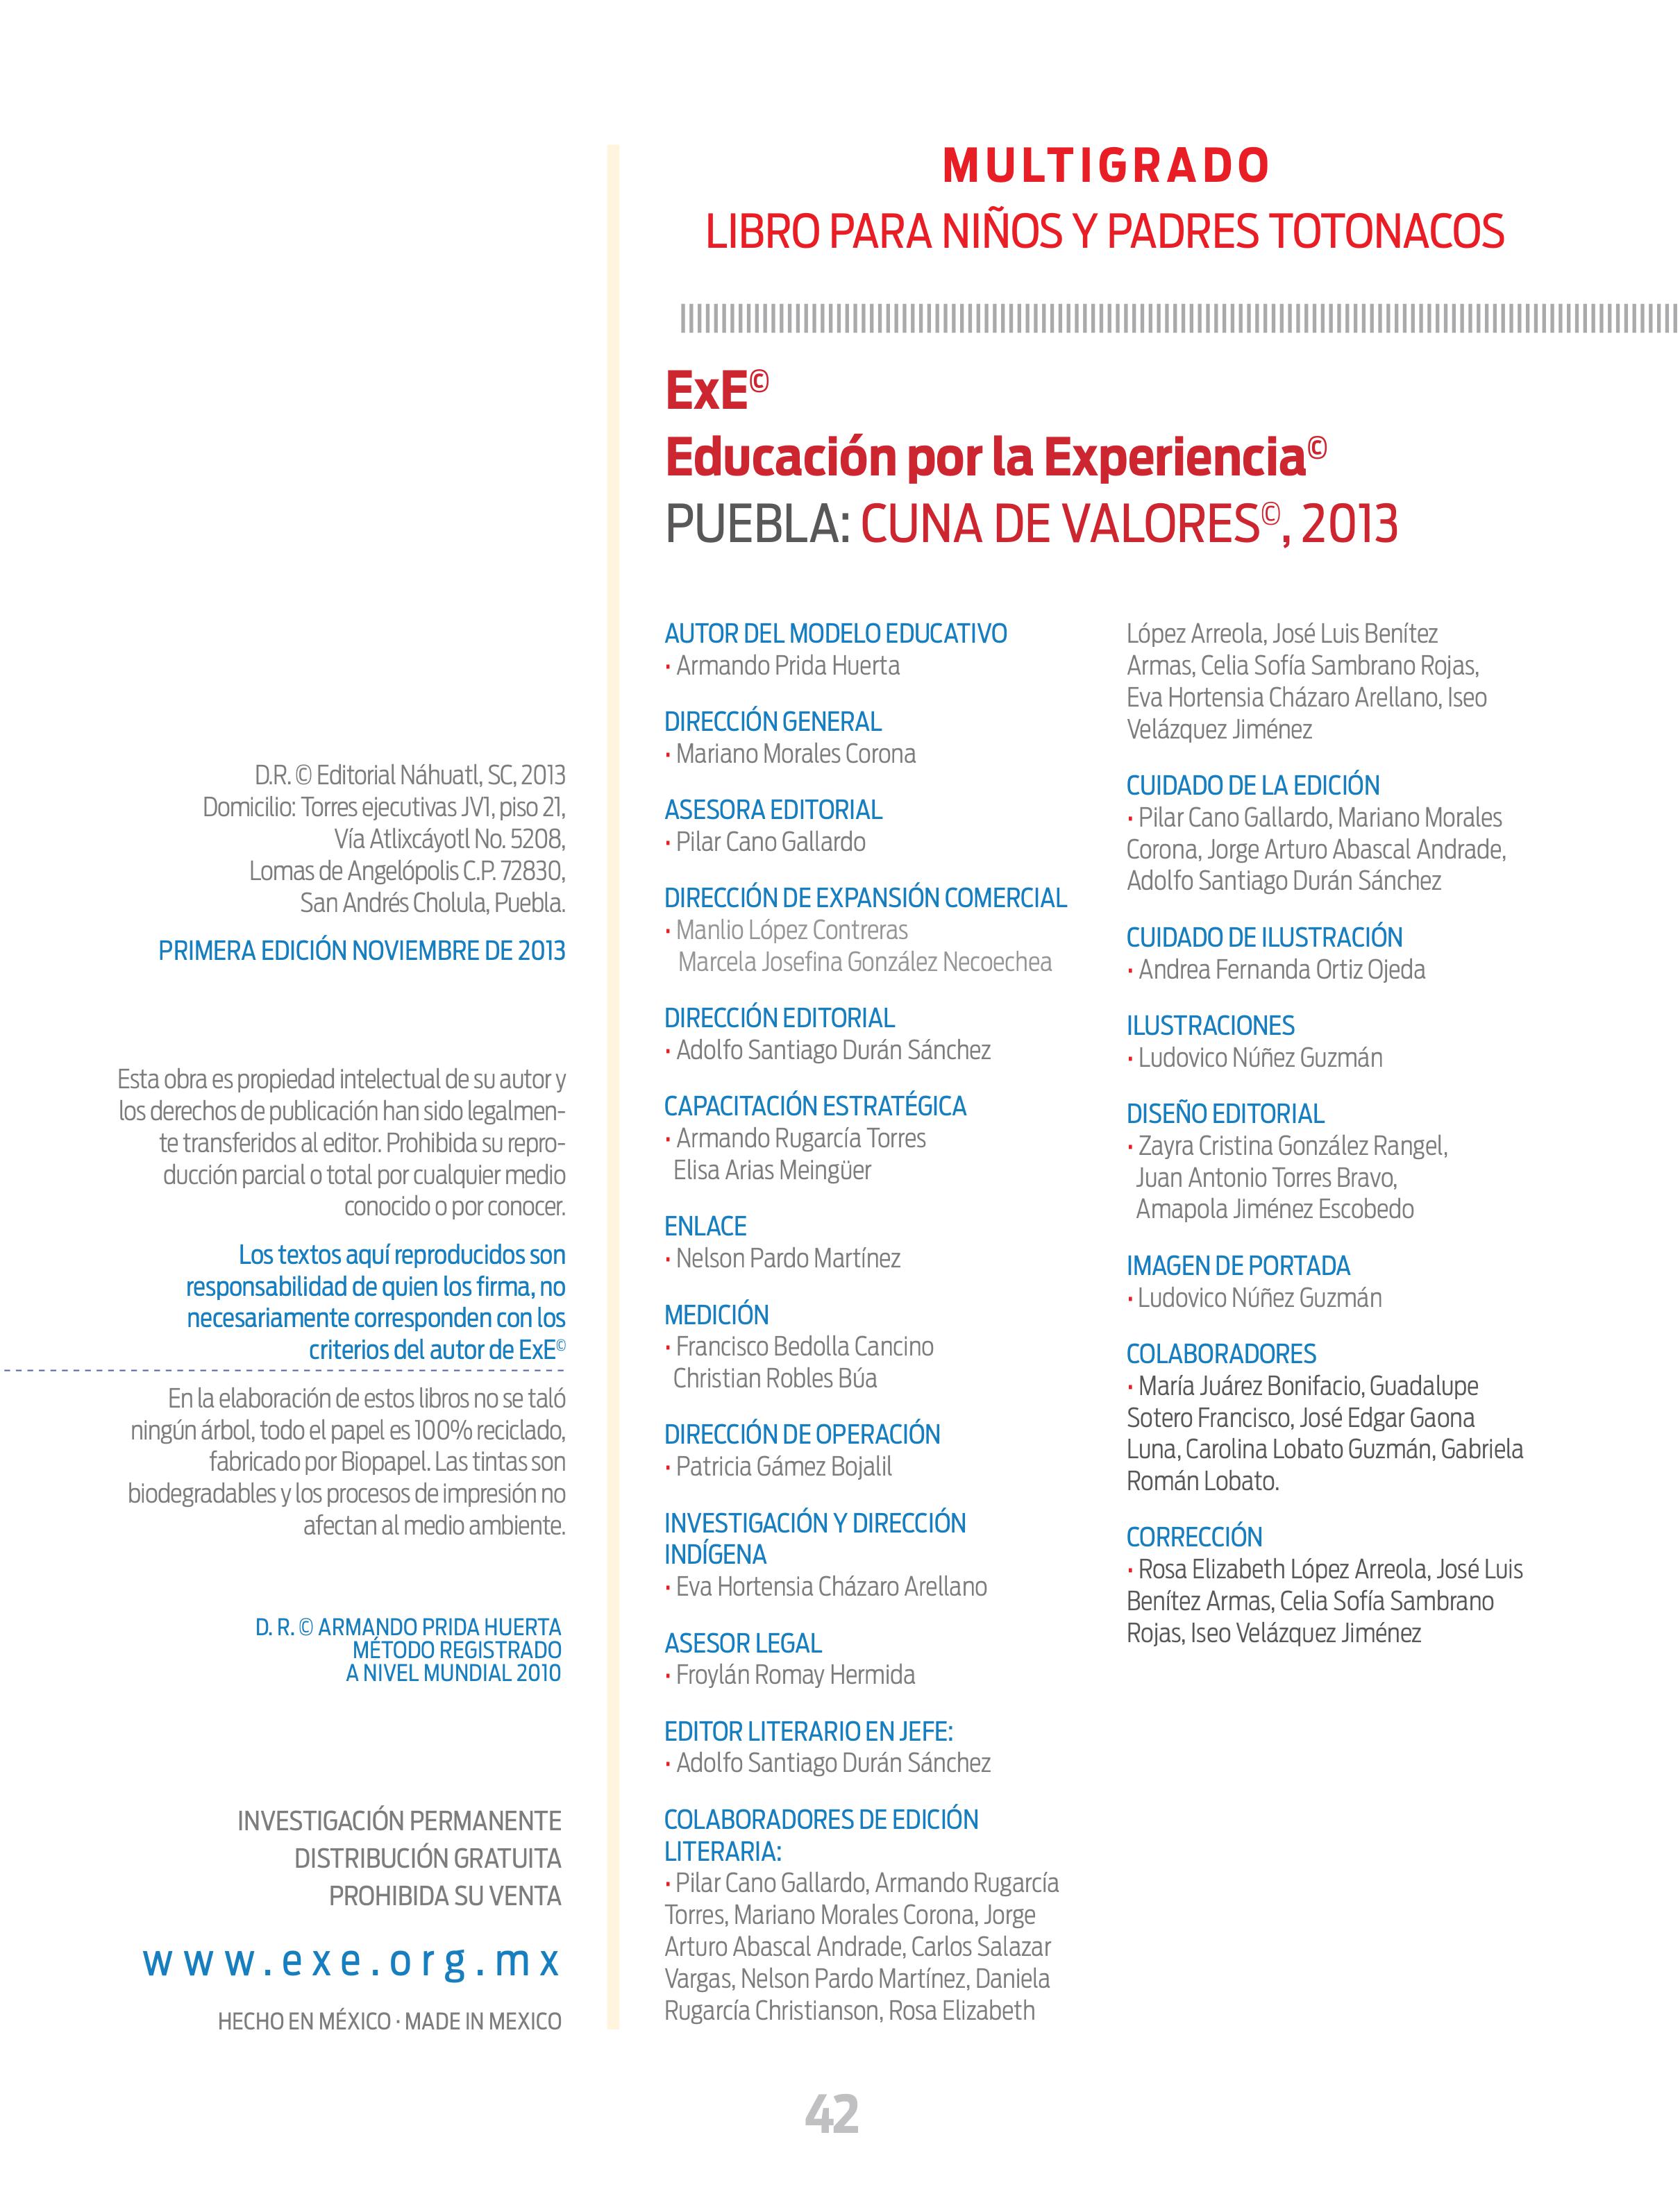 MULTIGRADO
LIBRO PARA NIÑOS Y PADRES TOTONACOS
ExE©
Educación por la Experiencia©
PUEBLA: CUNA DE VALORES©, 2013
D.R. © Editorial Náhuatl, SC, 2013
Domicilio: Torres ejecutivas JV1, piso 21,
Vía Atlixcáyotl No. 5208,
Lomas de Angelópolis C.P. 72830,
San Andrés Cholula, Puebla.
PRIMERA EDICIÓN NOVIEMBRE DE 2013
Esta obra es propiedad intelectual de su autor y
los derechos de publicación han sido legalmen-
te transferidos al editor. Prohibida su repro-
ducción parcial o total por cualquier medio
conocido o por conocer.
Los textos aquí reproducidos son
responsabilidad de quien los firma, no
necesariamente corresponden con los
criterios del autor de ExE©
En la elaboración de estos libros no se taló
ningún árbol, todo el papel es 100% reciclado,
fabricado por Biopapel. Las tintas son
biodegradables y los procesos de impresión no
afectan al medio ambiente.
D. R. © ARMANDO PRIDA HUERTA
MÉTODO REGISTRADO
A NIVEL MUNDIAL 2010
INVESTIGACIÓN PERMANENTE
DISTRIBUCIÓN GRATUITA
PROHIBIDA SU VENTA
www.exe.org.mx
HECHO EN MÉXICO · MADE IN MEXICO
AUTOR DEL MODELO EDUCATIVO
· Armando Prida Huerta
DIRECCIÓN GENERAL
· Mariano Morales Corona
ASESORA EDITORIAL
· Pilar Cano Gallardo
DIRECCIÓN DE EXPANSIÓN COMERCIAL
· Manlio López Contreras
Marcela Josefina González Necoechea
DIRECCIÓN EDITORIAL
· Adolfo Santiago Durán Sánchez
CAPACITACIÓN ESTRATÉGICA
· Armando Rugarcía Torres
Elisa Arias Meingüer
ENLACE
· Nelson Pardo Martínez
MEDICIÓN
· Francisco Bedolla Cancino
Christian Robles Búa
DIRECCIÓN DE OPERACIÓN
· Patricia Gámez Bojalil
INVESTIGACIÓN Y DIRECCIÓN
INDÍGENA
· Eva Hortensia Cházaro Arellano
ASESOR LEGAL
· Froylán Romay Hermida
EDITOR LITERARIO EN JEFE:
· Adolfo Santiago Durán Sánchez
COLABORADORES DE EDICIÓN
LITERARIA:
· Pilar Cano Gallardo, Armando Rugarcía
Torres, Mariano Morales Corona, Jorge
Arturo Abascal Andrade, Carlos Salazar
Vargas, Nelson Pardo Martínez, Daniela
Rugarcía Christianson, Rosa Elizabeth
López Arreola, José Luis Benítez
Armas, Celia Sofía Sambrano Rojas,
Eva Hortensia Cházaro Arellano, Iseo
Velázquez Jiménez
CUIDADO DE LA EDICIÓN
· Pilar Cano Gallardo, Mariano Morales
Corona, Jorge Arturo Abascal Andrade,
Adolfo Santiago Durán Sánchez
CUIDADO DE ILUSTRACIÓN
· Andrea Fernanda Ortiz Ojeda
ILUSTRACIONES
· Ludovico Núñez Guzmán
DISEÑO EDITORIAL
· Zayra Cristina González Rangel,
Juan Antonio Torres Bravo,
Amapola Jiménez Escobedo
IMAGEN DE PORTADA
· Ludovico Núñez Guzmán
COLABORADORES
· María Juárez Bonifacio, Guadalupe
Sotero Francisco, José Edgar Gaona
Luna, Carolina Lobato Guzmán, Gabriela
Román Lobato.
CORRECCIÓN
· Rosa Elizabeth López Arreola, José Luis
Benítez Armas, Celia Sofía Sambrano
Rojas, Iseo Velázquez Jiménez
42